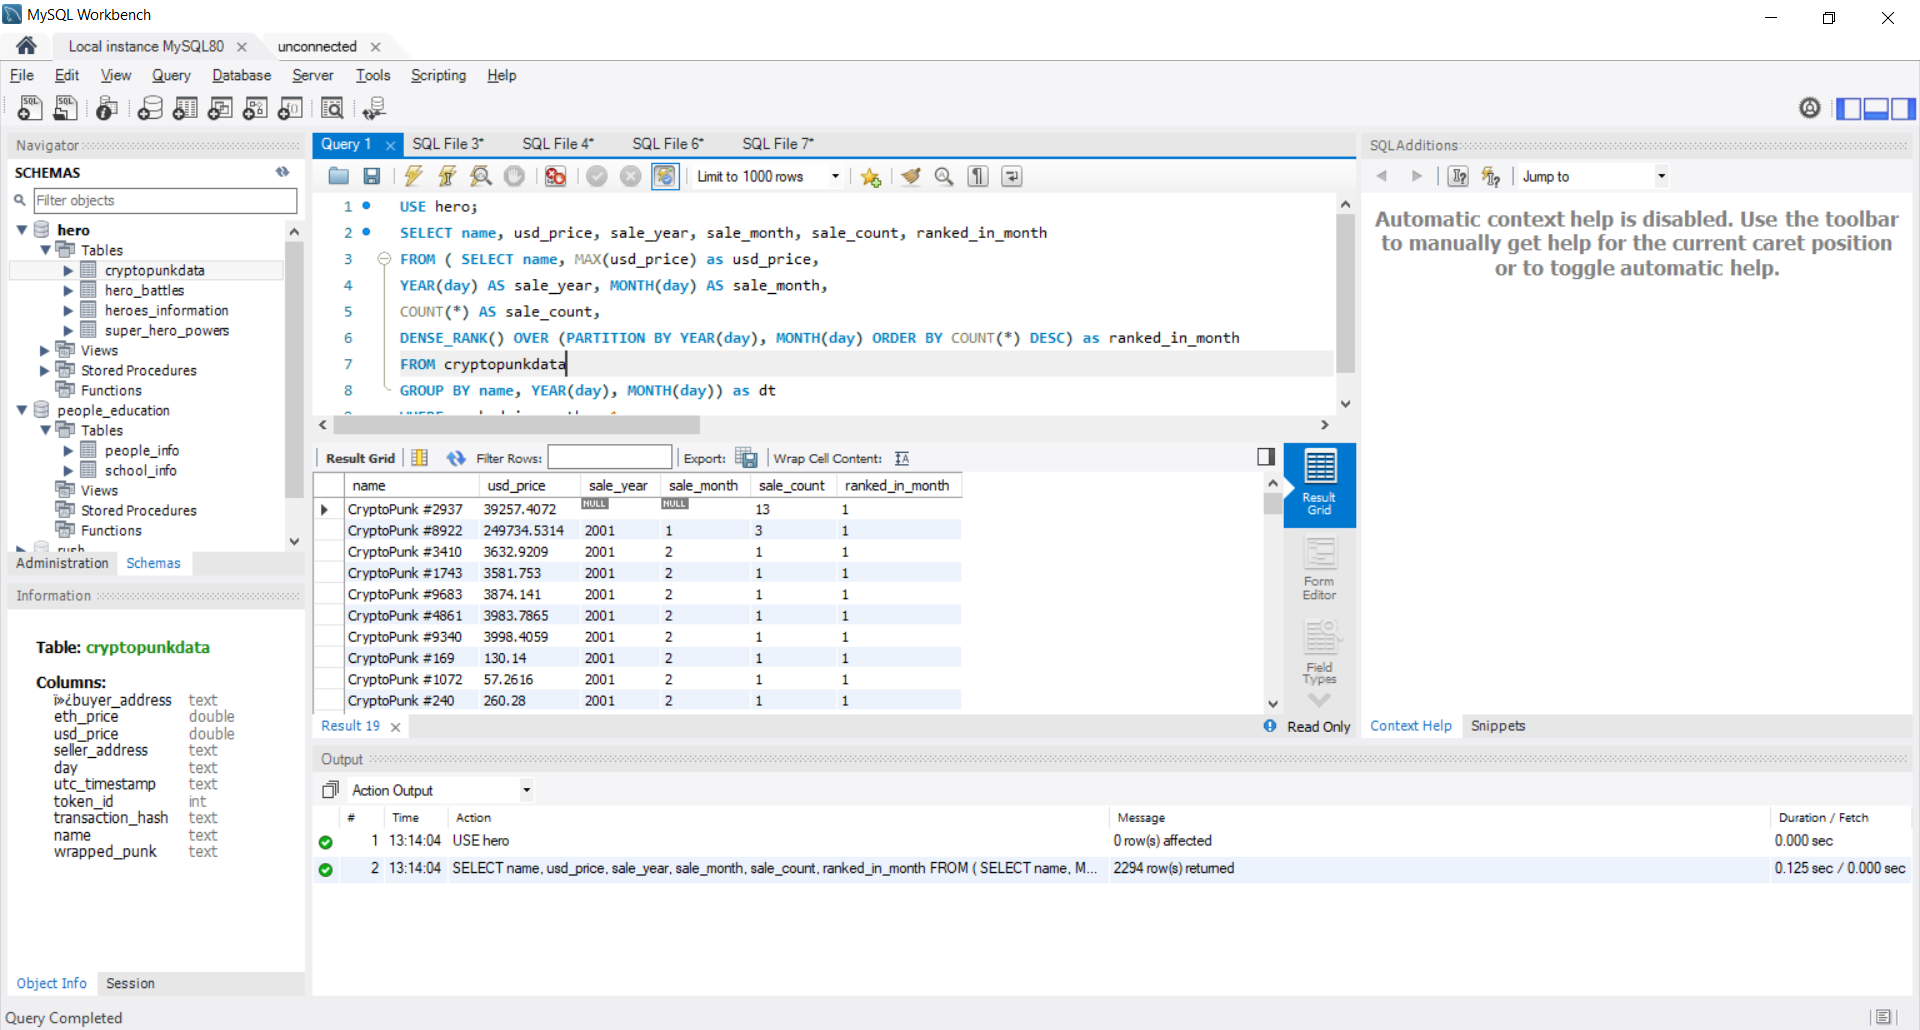 MySQL Workbench
Local instance MySQL80
unconnected
File Edit View Query Database Server Tools Scripting Help
Navigator
SCHEMAS
Filter objects
hero
Tables
cryptopunkdata
hero_battles
heroes_information
super_hero_powers
Views
Stored Procedures
Functions
people_education
Tables
people_info
school_info
Views
Stored Procedures
Functions
Administration Schemas
Information
Table: cryptopunkdata
Columns:
ï»¿buyer_address text
eth_price double
usd_price double
seller_address text
day text
utc_timestamp text
token_id int
transaction_hash text
name text
wrapped_punk text
Object Info Session
Query Completed
Query 1 SQL File 3* SQL File 4* SQL File 6* SQL File 7*
Limit to 1000 rows
1 USE hero;
2 SELECT name, usd_price, sale_year, sale_month, sale_count, ranked_in_month
3 FROM ( SELECT name, MAX(usd_price) as usd_price,
4 YEAR(day) AS sale_year, MONTH(day) AS sale_month,
5 COUNT(*) AS sale_count,
6 DENSE_RANK() OVER (PARTITION BY YEAR(day), MONTH(day) ORDER BY COUNT(*) DESC) as ranked_in_month
7 FROM cryptopunkdata
8 GROUP BY name, YEAR(day), MONTH(day)) as dt
Result Grid Filter Rows: Export: Wrap Cell Content:
name usd_price sale_year sale_month sale_count ranked_in_month
CryptoPunk #2937 39257.4072 NULL NULL 13 1
CryptoPunk #8922 249734.5314 2001 1 3 1
CryptoPunk #3410 3632.9209 2001 2 1 1
CryptoPunk #1743 3581.753 2001 2 1 1
CryptoPunk #9683 3874.141 2001 2 1 1
CryptoPunk #4861 3983.7865 2001 2 1 1
CryptoPunk #9340 3998.4059 2001 2 1 1
CryptoPunk #169 130.14 2001 2 1 1
CryptoPunk #1072 57.2616 2001 2 1 1
CryptoPunk #240 260.28 2001 2 1 1
Result Grid
Form Editor
Field Types
Result 19
Read Only
SQLAdditions
Jump to
Automatic context help is disabled. Use the toolbar
to manually get help for the current caret position
or to toggle automatic help.
Context Help Snippets
Output
Action Output
# Time Action Message Duration / Fetch
1 13:14:04 USE hero 0 row(s) affected 0.000 sec
2 13:14:04 SELECT name, usd_price, sale_year, sale_month, sale_count, ranked_in_month FROM ( SELECT name, M... 2294 row(s) returned 0.125 sec / 0.000 sec